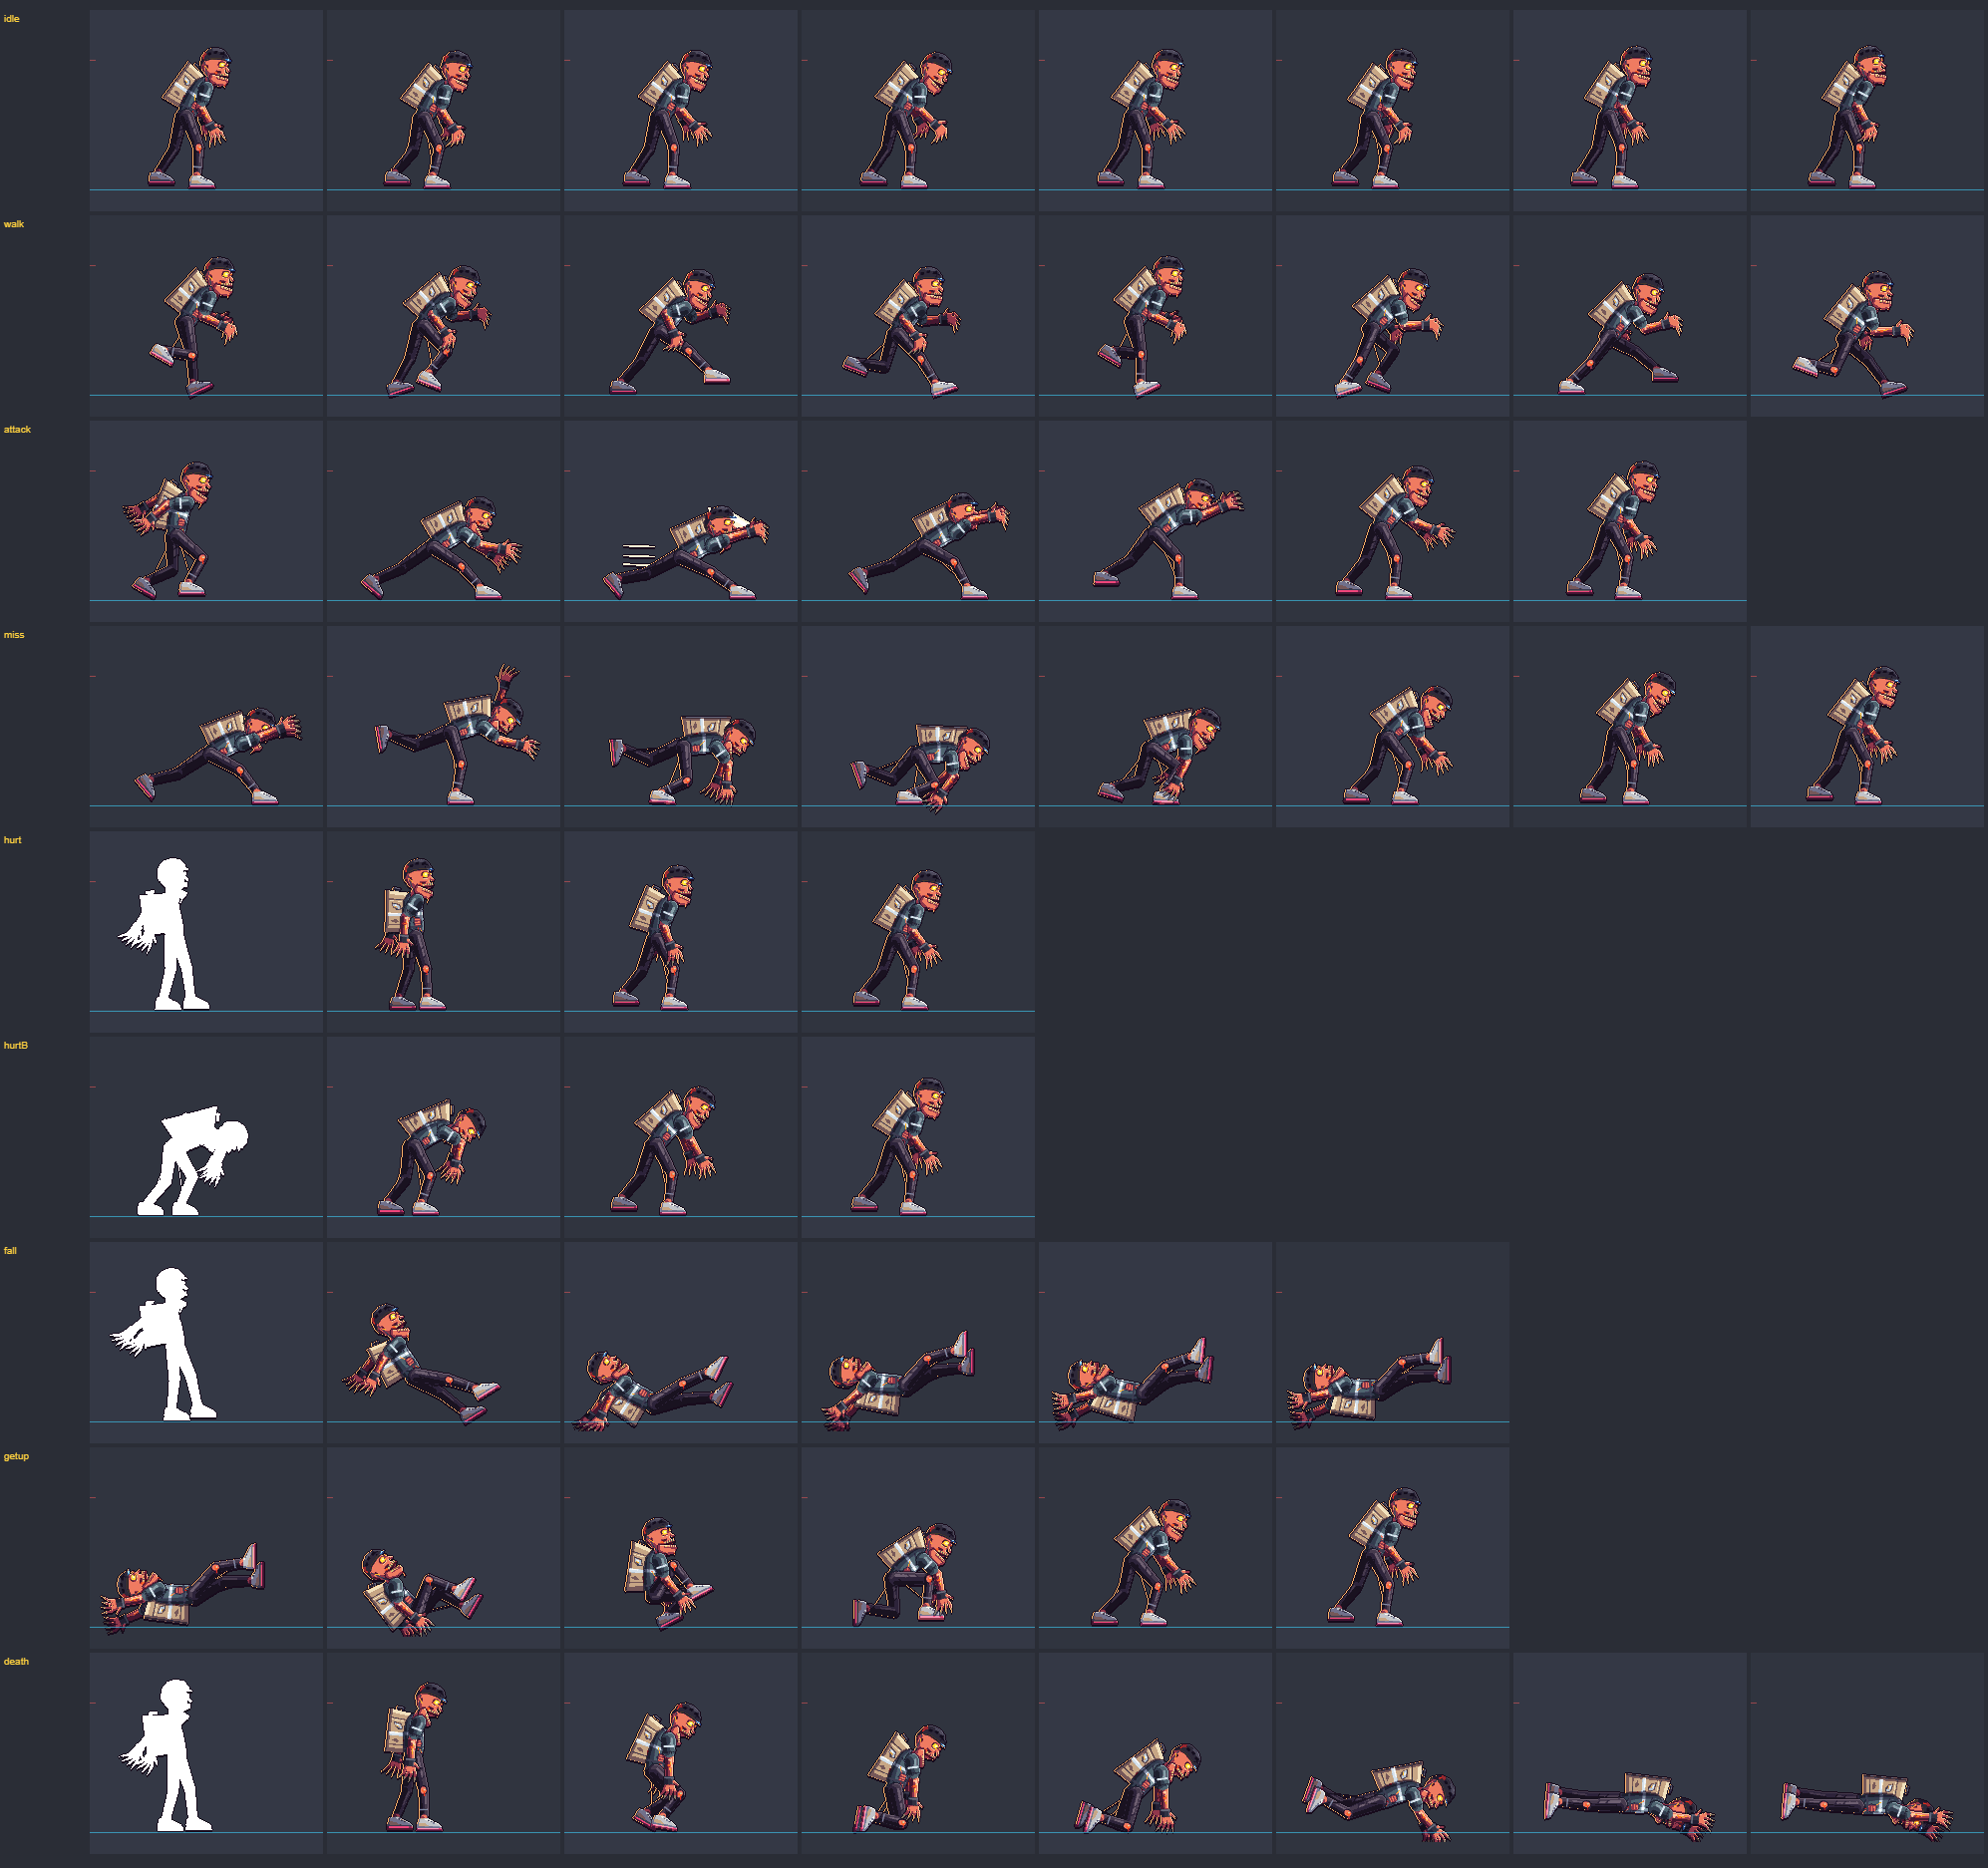 idle
walk
attack
miss
hurt
hurtB
fall
getup
death